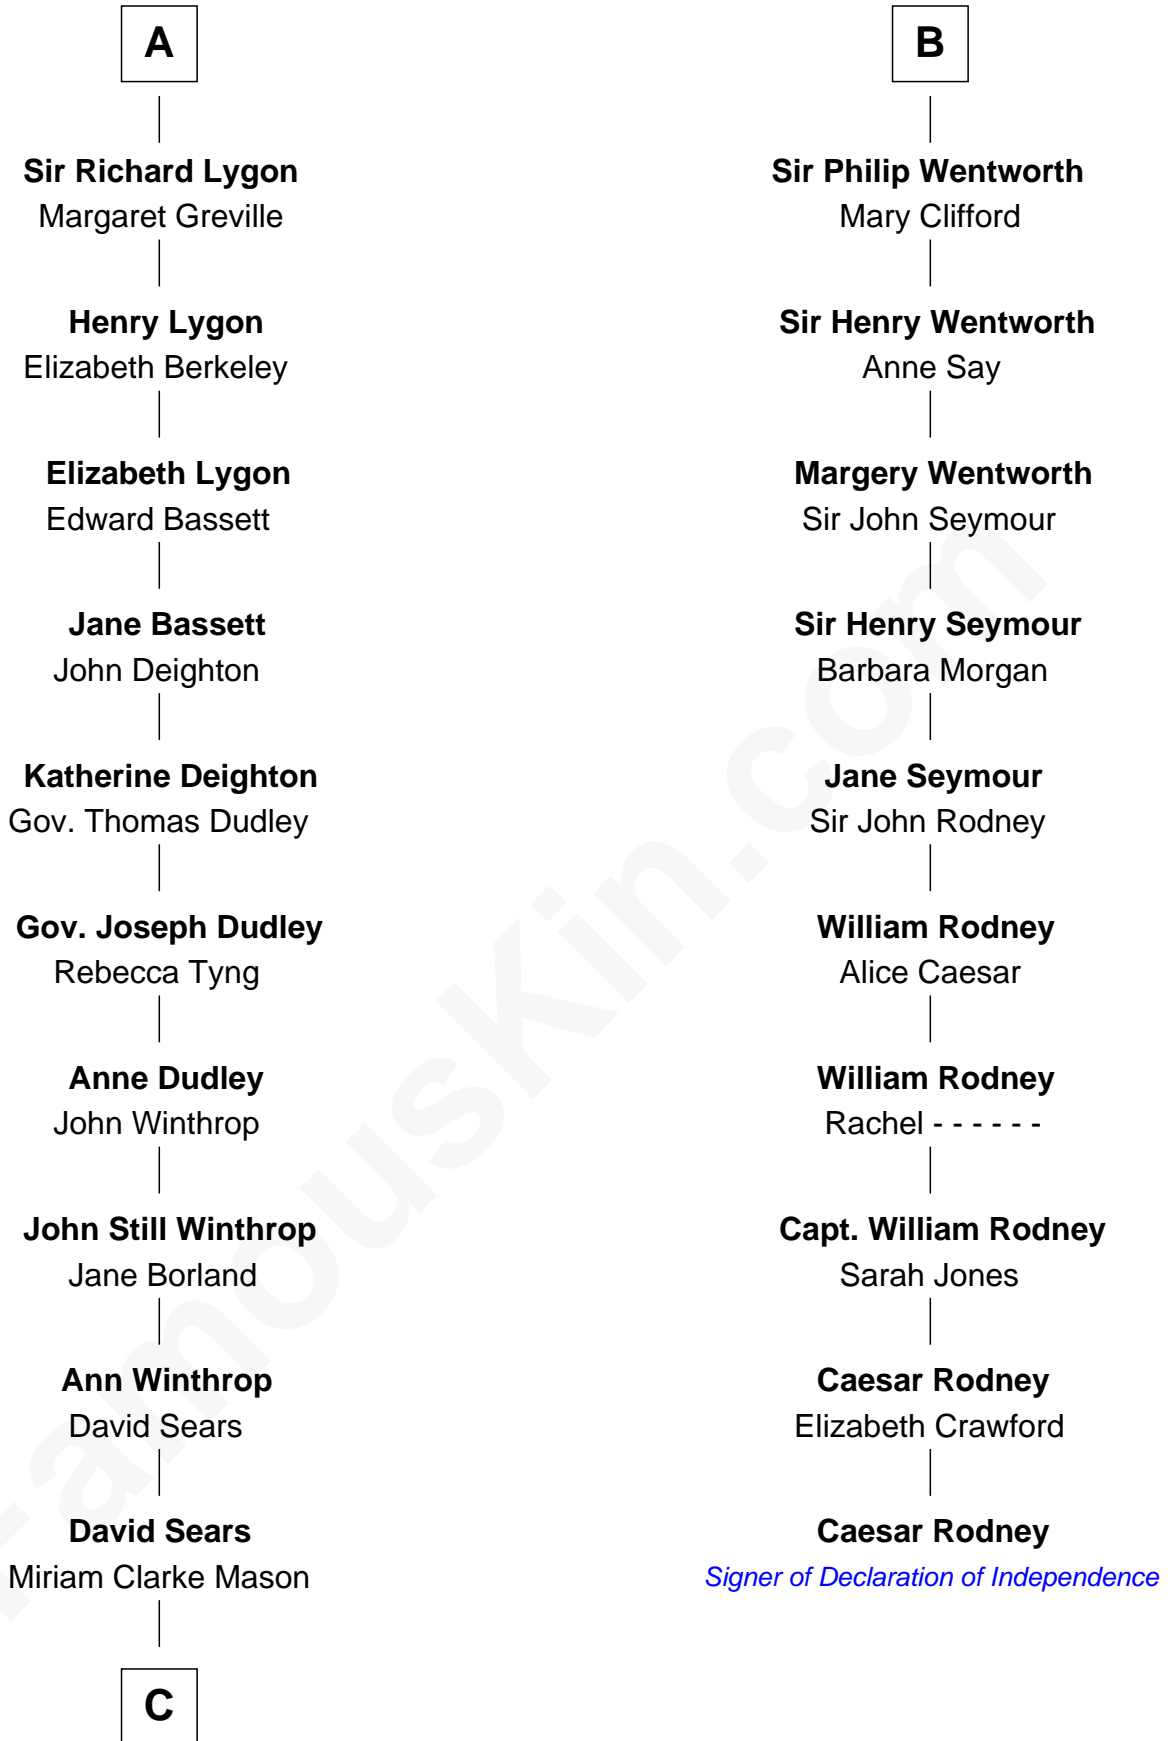 A
Sir Richard Lygon
Margaret Greville
Henry Lygon
Elizabeth Berkeley
Elizabeth Lygon
Edward Bassett
Jane Bassett
John Deighton
Katherine Deighton
Gov. Thomas Dudley
Gov. Joseph Dudley
Rebecca Tyng
Anne Dudley
John Winthrop
John Still Winthrop
Jane Borland
Ann Winthrop
David Sears
David Sears
Miriam Clarke Mason
C
B
Sir Philip Wentworth
Mary Clifford
Sir Henry Wentworth
Anne Say
Margery Wentworth
Sir John Seymour
Sir Henry Seymour
Barbara Morgan
Jane Seymour
Sir John Rodney
William Rodney
Alice Caesar
William Rodney
Rachel - - - - - -
Capt. William Rodney
Sarah Jones
Caesar Rodney
Elizabeth Crawford
Caesar Rodney
Signer of Declaration of Independence
FamousKin.com